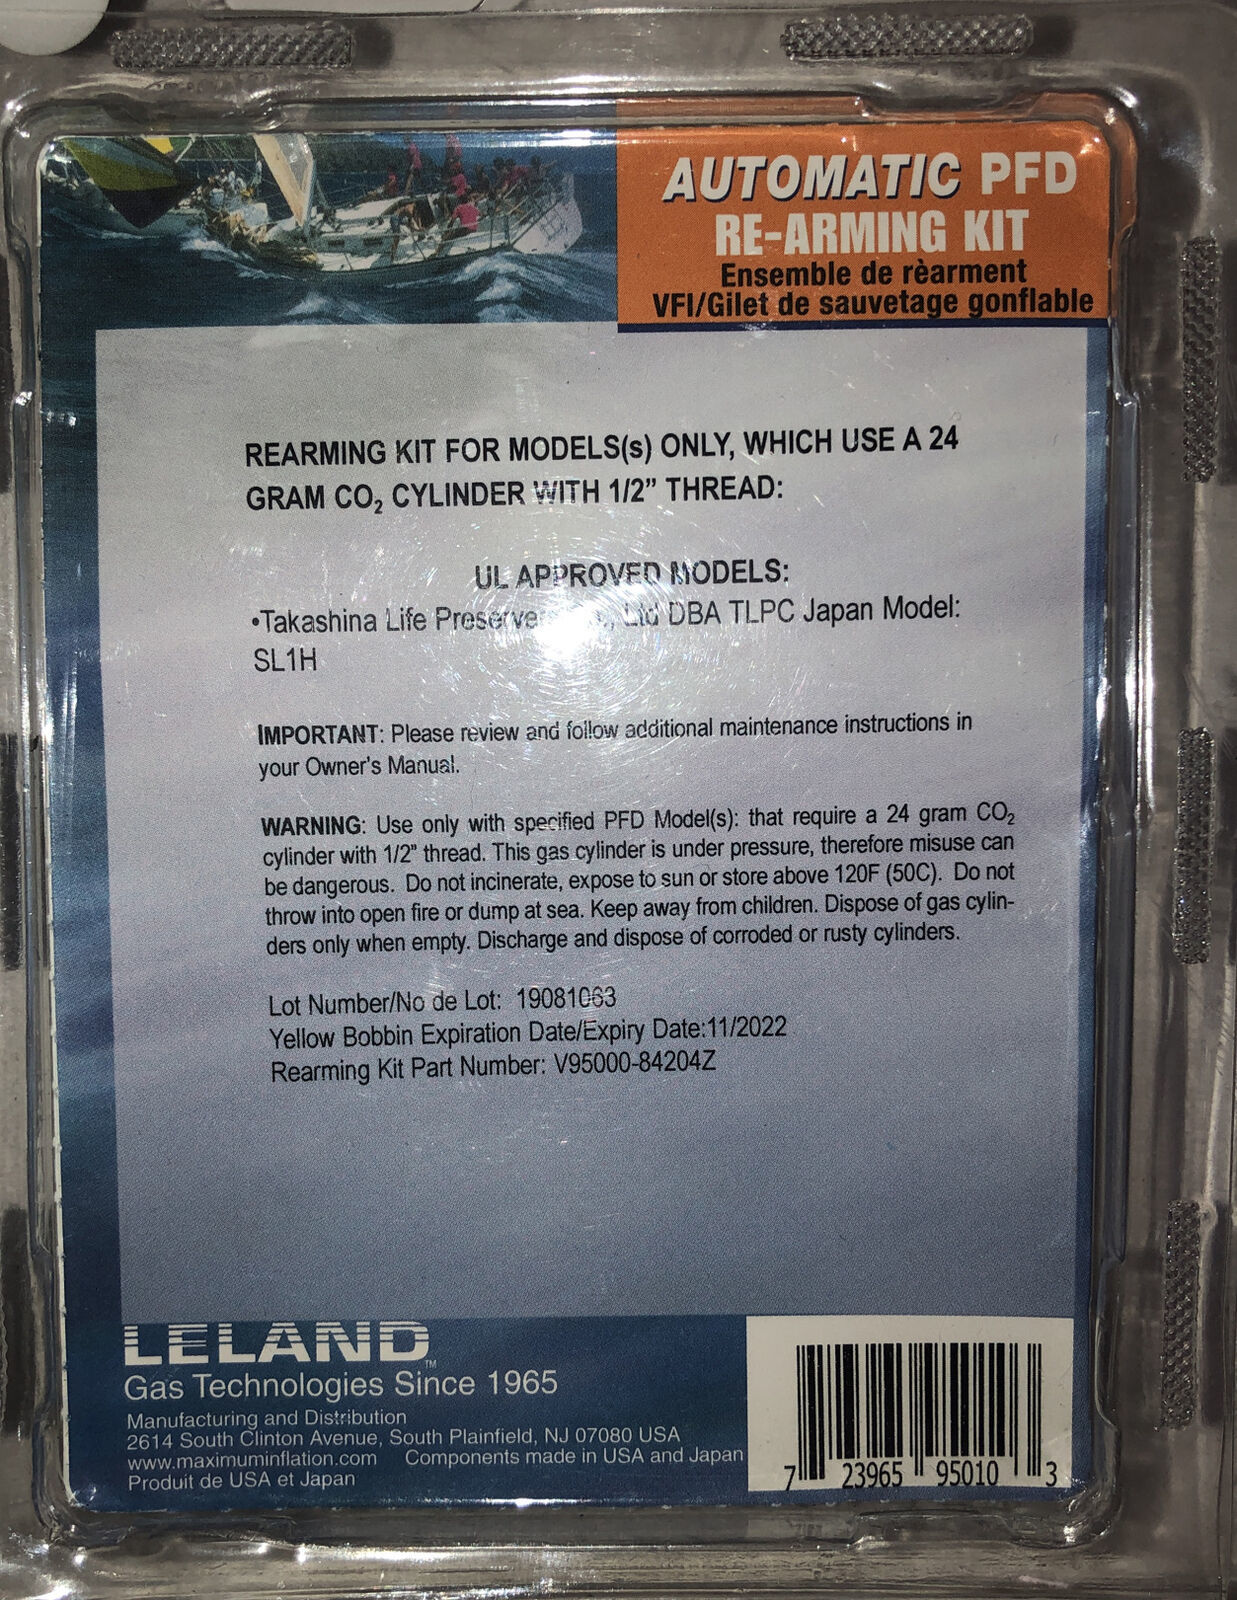 AUTOMATIC PFD
RE-ARMING KIT
Ensemble de rèarment
VFI/Gilet de sauvetage gonflable
REARMING KIT FOR MODELS(s) ONLY, WHICH USE A 24
GRAM CO₂ CYLINDER WITH 1/2” THREAD:
UL APPROVED MODELS:
•Takashina Life Ltd DBA TLPC Japan Model:
SL1H
IMPORTANT: Please review and follow additional maintenance instructions in
your Owner's Manual.
WARNING: Use only with specified PFD Model(s): that require a 24 gram CO₂
cylinder with 1/2” thread. This gas cylinder is under pressure, therefore misuse can
be dangerous. Do not incinerate, expose to sun or store above 120F (50C). Do not
throw into open fire or dump at sea. Keep away from children. Dispose of gas cylin-
ders only when empty. Discharge and dispose of corroded or rusty cylinders.
Lot Number/No de Lot: 19081063
Yellow Bobbin Expiration Date/Expiry Date:11/2022
Rearming Kit Part Number: V95000-84204Z
LELAND™
Gas Technologies Since 1965
Manufacturing and Distribution
2614 South Clinton Avenue, South Plainfield, NJ 07080 USA
www.maximuminflation.com Components made in USA and Japan
Produit de USA et Japan
7 23965 95010 3